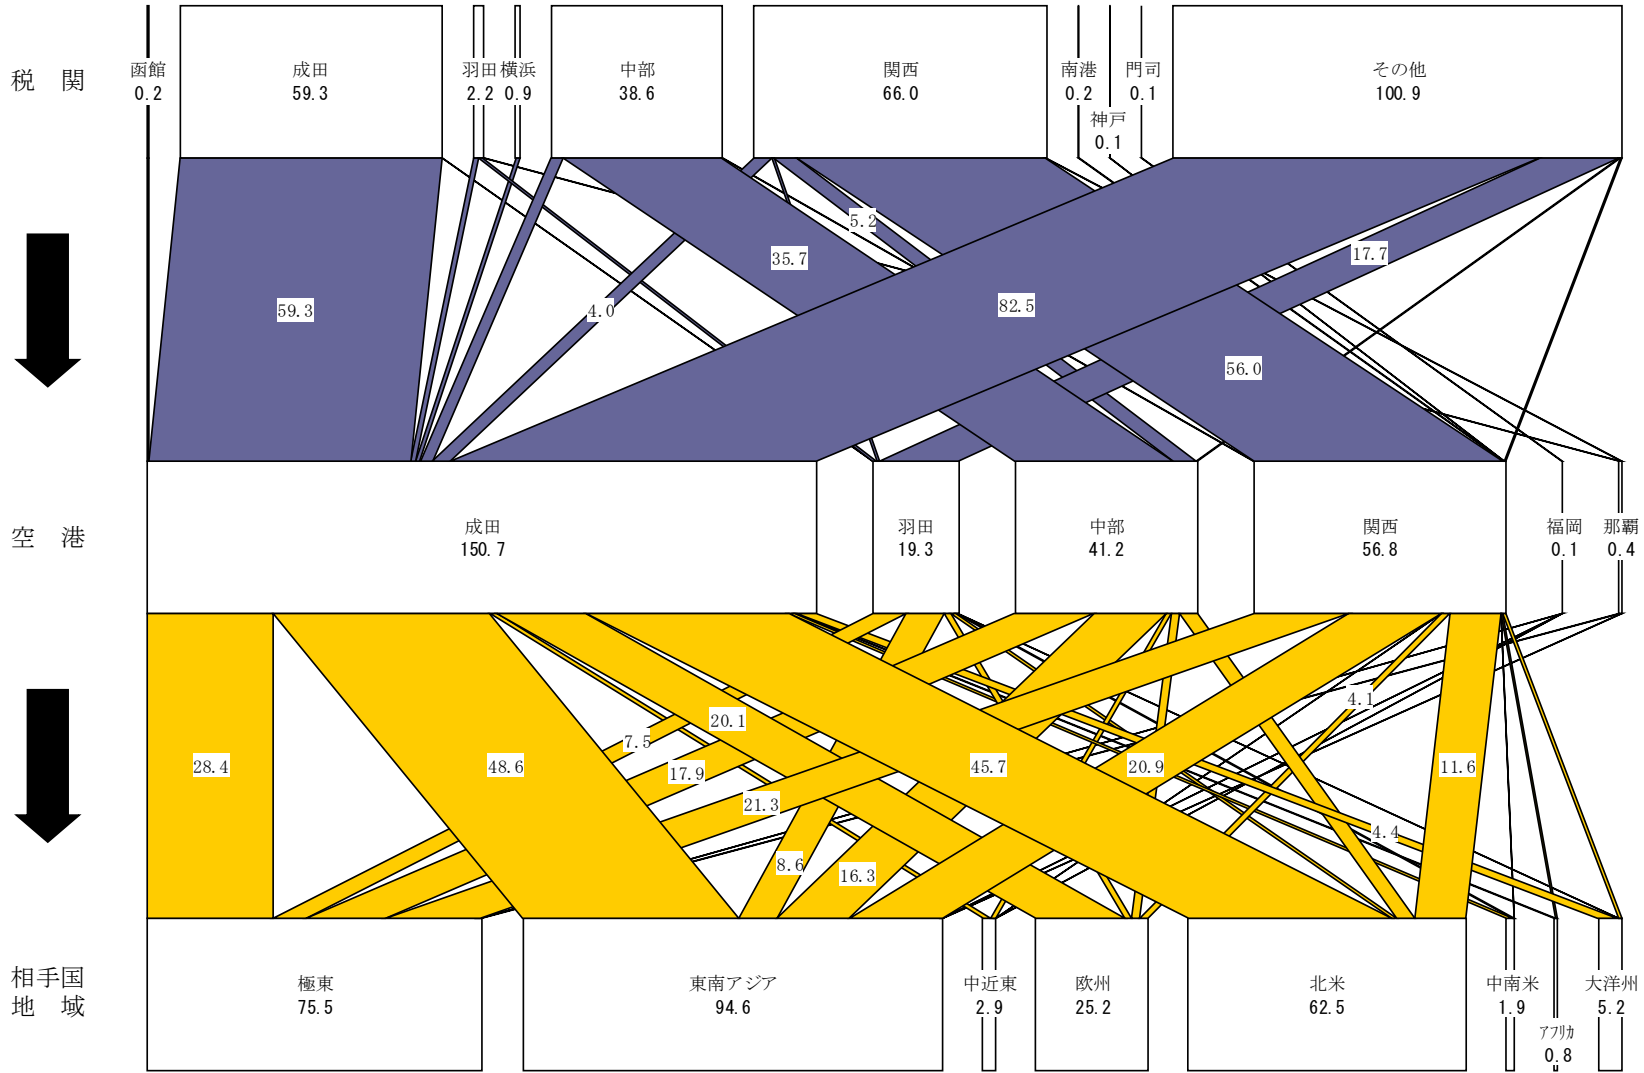 税 関
函館
0.2
成田
59.3
羽田
2.2
横浜
0.9
中部
38.6
関西
66.0
南港
0.2
神戸
0.1
門司
0.1
その他
100.9
5.2
35.7
17.7
59.3
4.0
82.5
56.0
空 港
成田
150.7
羽田
19.3
中部
41.2
関西
56.8
福岡
0.1
那覇
0.4
4.1
20.1
7.5
28.4
48.6
17.9
45.7
20.9
11.6
21.3
4.4
8.6
16.3
相手国
地 域
極東
75.5
東南アジア
94.6
中近東
2.9
欧州
25.2
北米
62.5
中南米
1.9
アフリカ
0.8
大洋州
5.2